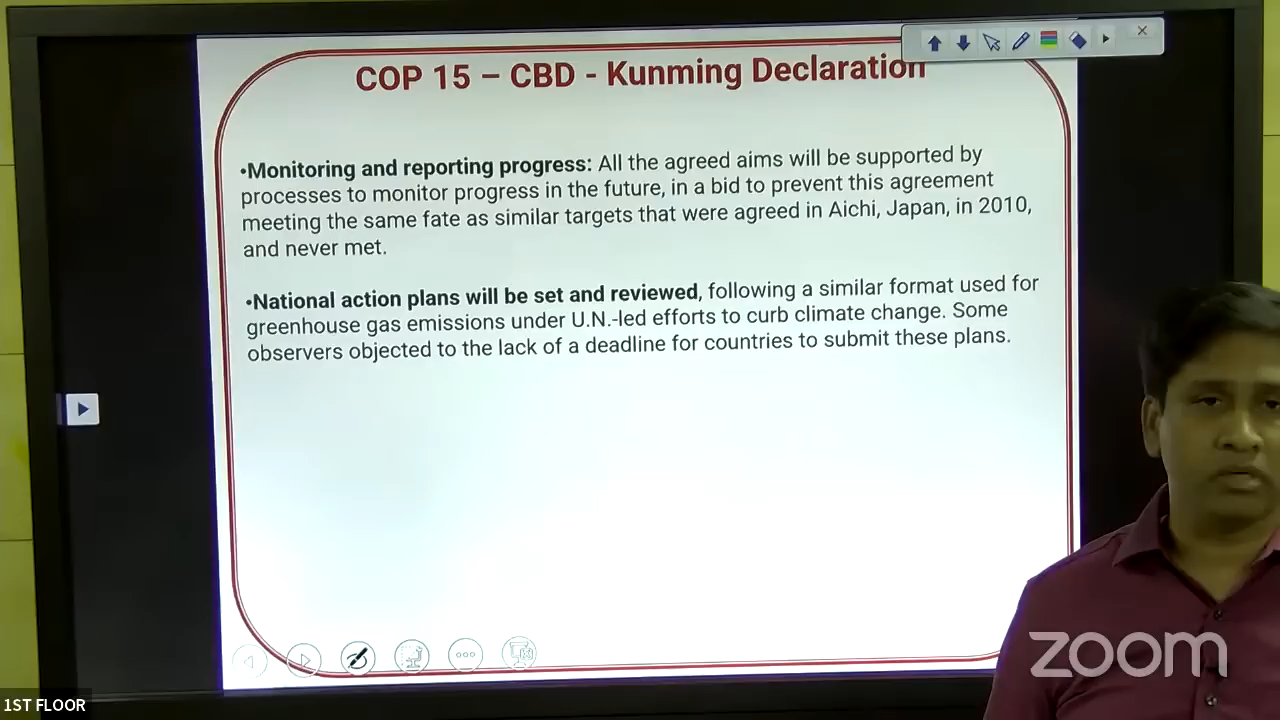 COP 15 – CBD - Kunming Declaration
•Monitoring and reporting progress: All the agreed aims will be supported by
processes to monitor progress in the future, in a bid to prevent this agreement
meeting the same fate as similar targets that were agreed in Aichi, Japan, in 2010,
and never met.
•National action plans will be set and reviewed, following a similar format used for
greenhouse gas emissions under U.N.-led efforts to curb climate change. Some
observers objected to the lack of a deadline for countries to submit these plans.
zoom
1ST FLOOR